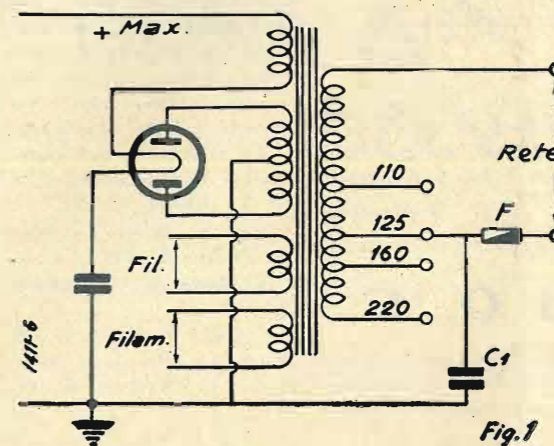 + Max.
Rete
110
125
F
160
Fil.
220
Filam.
C1
1411-6
Fig.1